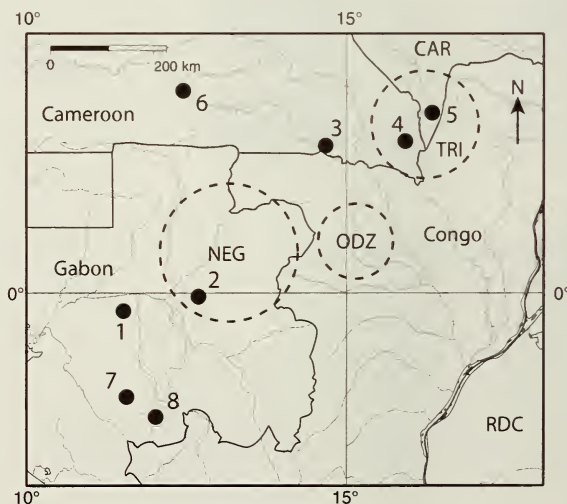 10° 15°
0 200 km
CAR
N
Cameroon
6
5
3
4
TRI
NEG
ODZ
Congo
Gabon
2
0° 0°
1
7
8
RDC
10° 15°